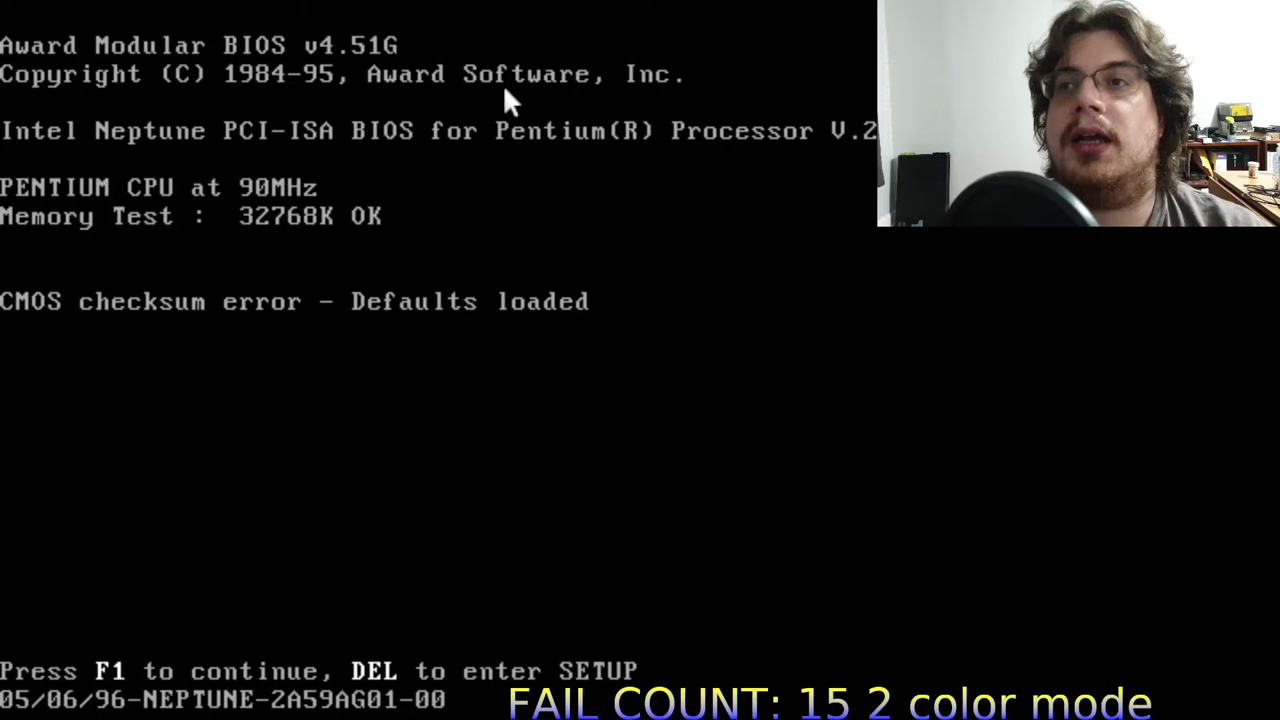 Award Modular BIOS v4.51G
Copyright (C) 1984-95, Award Software, Inc.
Intel Neptune PCI-ISA BIOS for Pentium(R) Processor V.2
PENTIUM CPU at 90MHz
Memory Test :  32768K OK
CMOS checksum error - Defaults loaded
Press F1 to continue, DEL to enter SETUP
05/06/96-NEPTUNE-2A59AG01-00
FAIL COUNT: 15 2 color mode